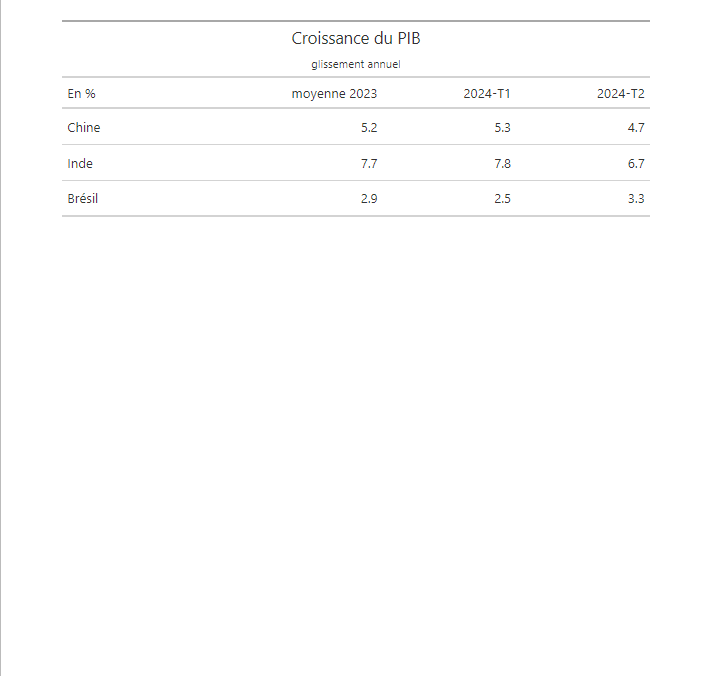 Croissance du PIB
glissement annuel
En % moyenne 2023 2024-T1 2024-T2
Chine 5.2 5.3 4.7
Inde 7.7 7.8 6.7
Brésil 2.9 2.5 3.3